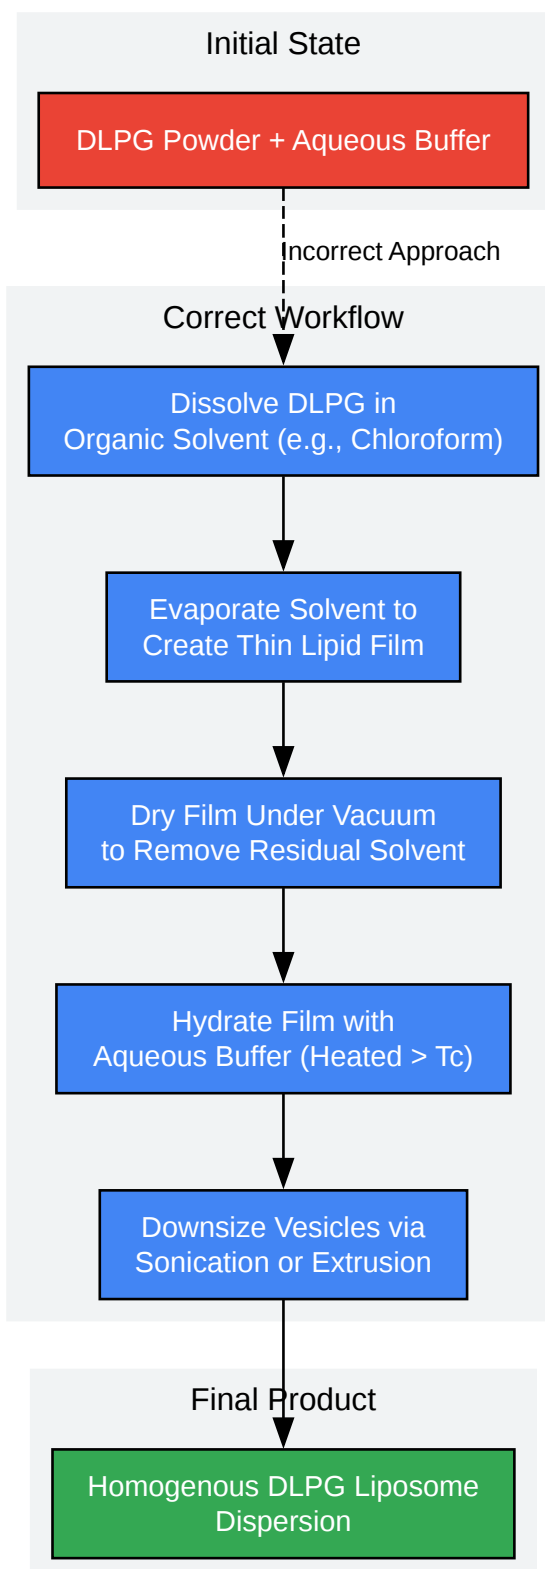 Initial State
DLPG Powder + Aqueous Buffer
Incorrect Approach
Correct Workflow
Dissolve DLPG in
Organic Solvent (e.g., Chloroform)
Evaporate Solvent to
Create Thin Lipid Film
Dry Film Under Vacuum
to Remove Residual Solvent
Hydrate Film with
Aqueous Buffer (Heated > Tc)
Downsize Vesicles via
Sonication or Extrusion
Final Product
Homogenous DLPG Liposome
Dispersion